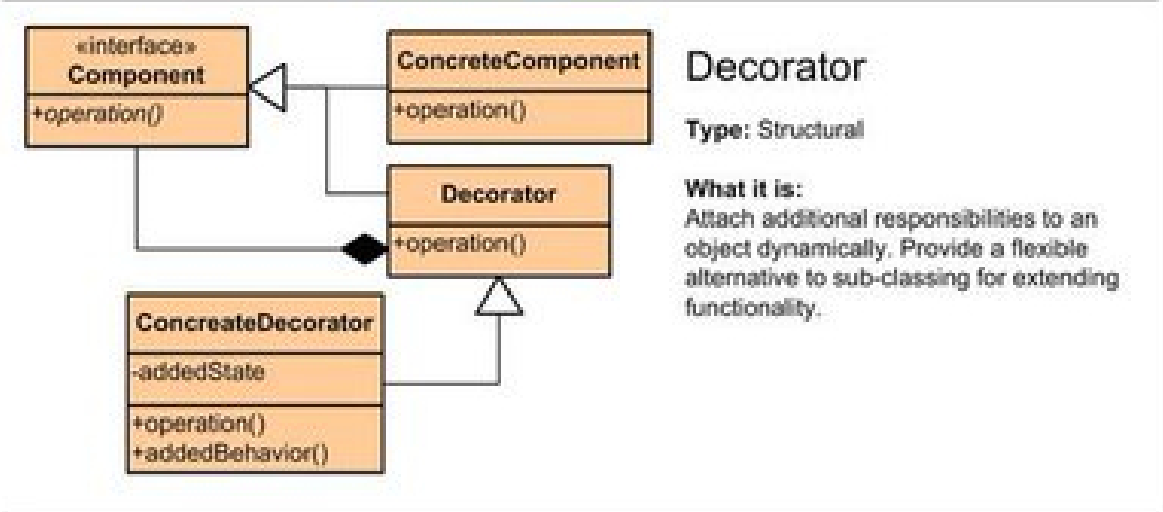 «interface»
Component
+operation()
ConcreteComponent
+operation()
Decorator
+operation()
ConcreateDecorator
-addedState
+operation()
+addedBehavior()
Decorator
Type: Structural
What it is:
Attach additional responsibilities to an
object dynamically. Provide a flexible
alternative to sub-classing for extending
functionality.